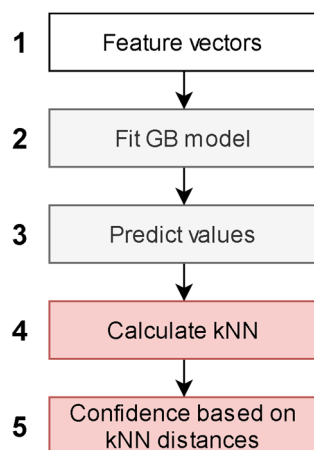 1 Feature vectors
2 Fit GB model
3 Predict values
4 Calculate kNN
5 Confidence based on
kNN distances